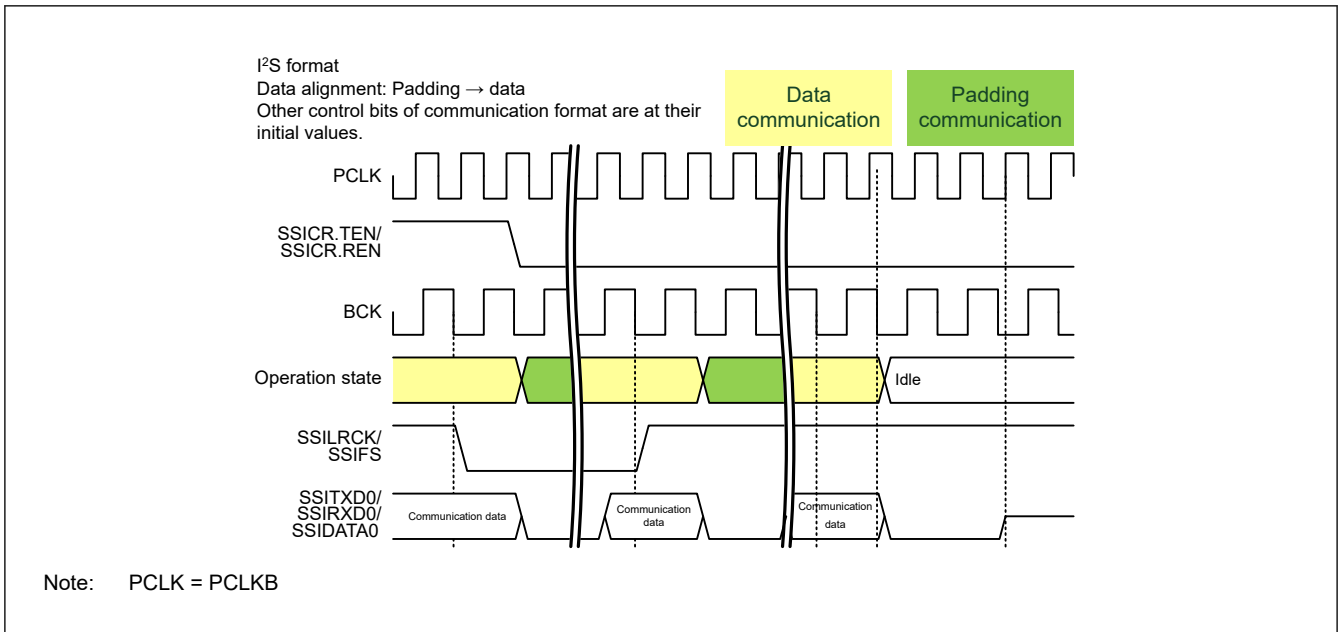 I²S format
Data alignment: Padding → data
Other control bits of communication format are at their
initial values.
Data
communication
Padding
communication
PCLK
SSICR.TEN/
SSICR.REN
BCK
Operation state
Idle
SSILRCK/
SSIFS
SSITXD0/
SSIRXD0/
SSIDATA0
Communication data
Communication
data
Communication
data
Note: PCLK = PCLKB